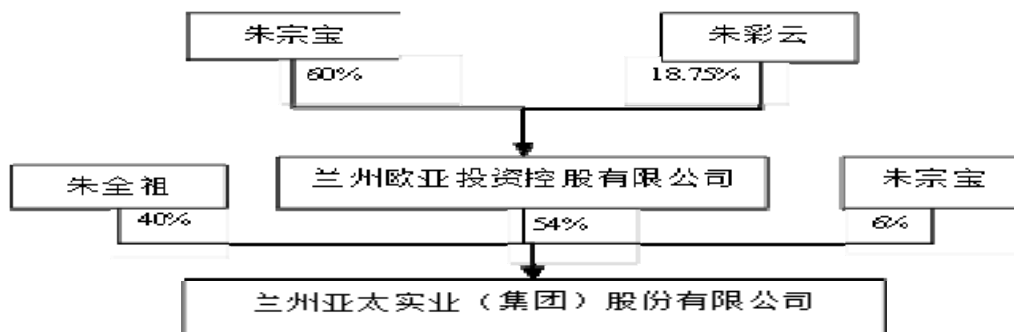 朱宗宝
朱彩云
60%
18.75%
兰州欧亚投资控股有限公司
朱全祖
朱宗宝
40%
54%
6%
兰州亚太实业（集团）股份有限公司